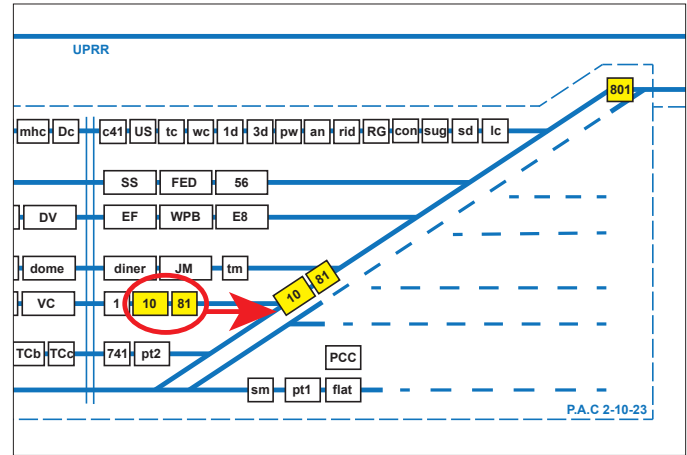 UPRR
801
mhc Dc c41 US tc wc 1d 3d pw an rid RG con sug sd lc
SS FED 56
DV EF WPB E8
dome diner JM tm
10 81
VC 1 10 81
TCb TCc 741 pt2 PCC
sm pt1 flat
P.A.C 2-10-23